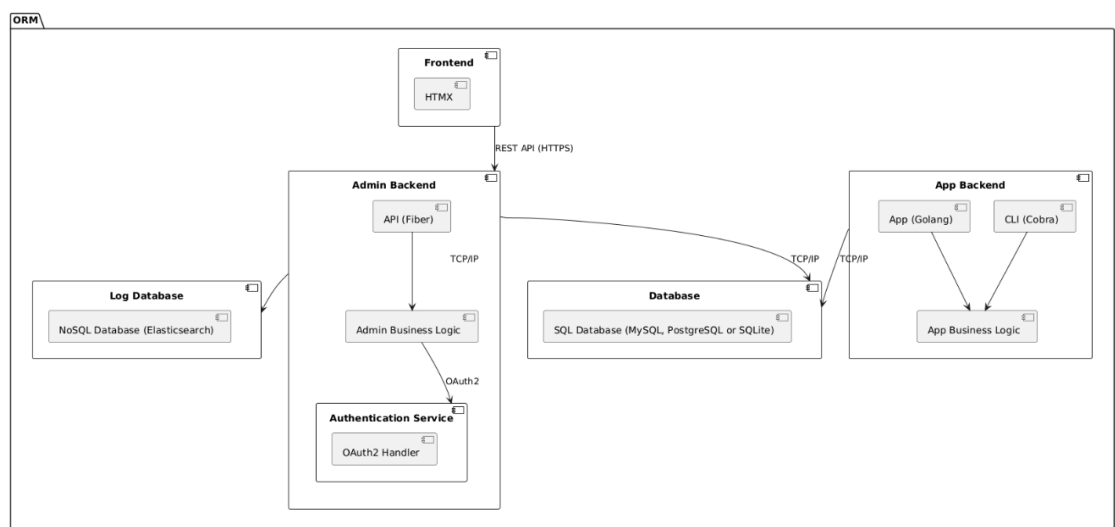 ORM
Frontend
HTMX
REST API (HTTPS)
Admin Backend
API (Fiber)
TCP/IP
Admin Business Logic
OAuth2
Authentication Service
OAuth2 Handler
Log Database
NoSQL Database (Elasticsearch)
TCP/IP
Database
SQL Database (MySQL, PostgreSQL or SQLite)
TCP/IP
App Backend
App (Golang)
CLI (Cobra)
App Business Logic